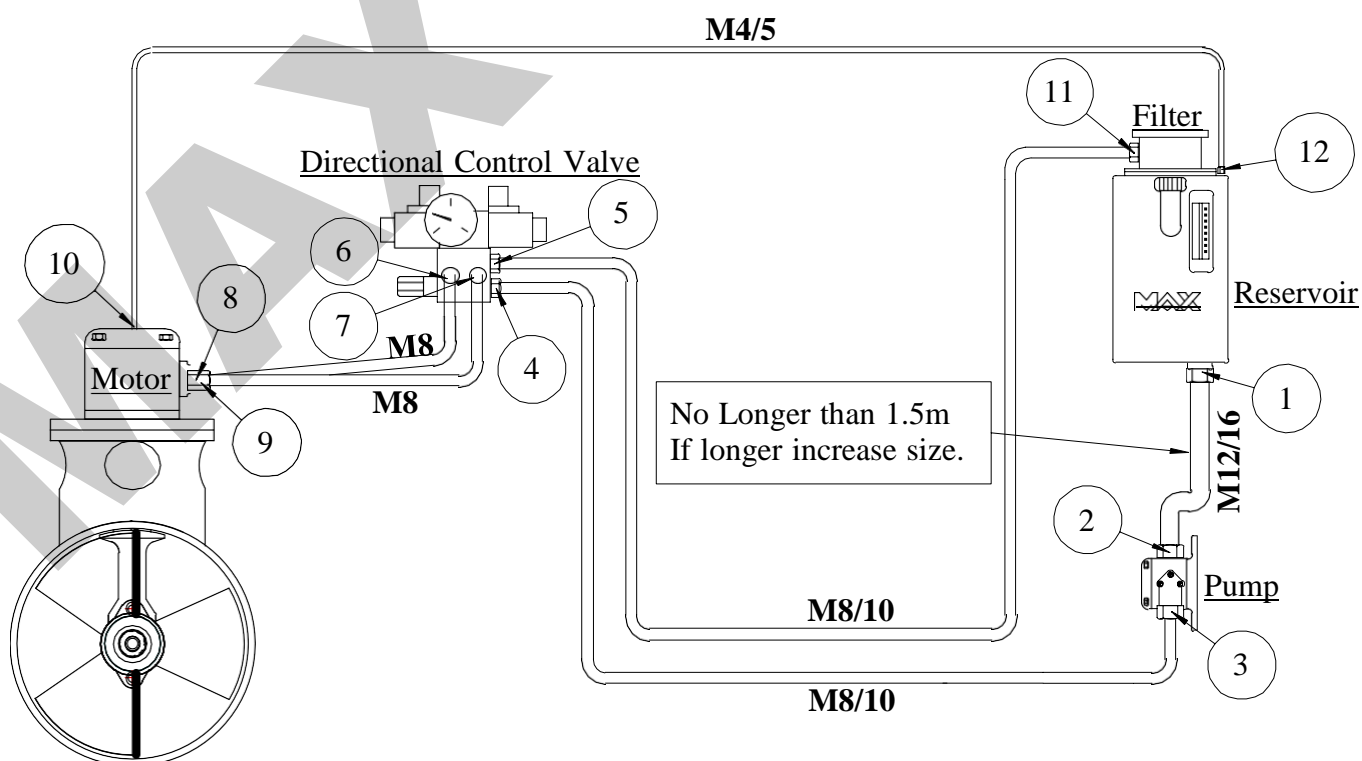 M4/5
11
Filter
12
Directional Control Valve
5
6
10
8
7
4
Reservoir
MAX
M8
Motor
M8
9
1
No Longer than 1.5m
If longer increase size.
M12/16
2
Pump
M8/10
3
M8/10
MAX